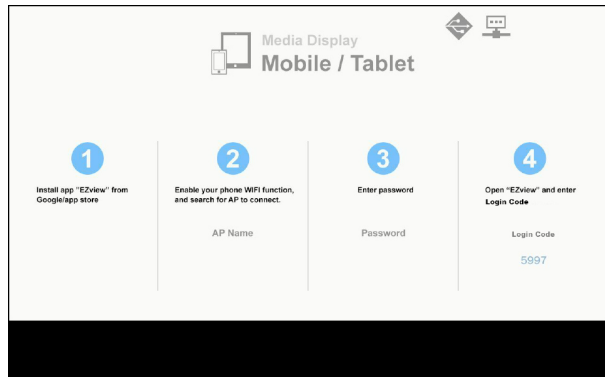 Media Display
Mobile / Tablet
1
Install app "EZview" from
Google/app store
2
Enable your phone WIFI function,
and search for AP to connect.
AP Name
3
Enter password
Password
4
Open "EZview" and enter
Login Code
Login Code
5997